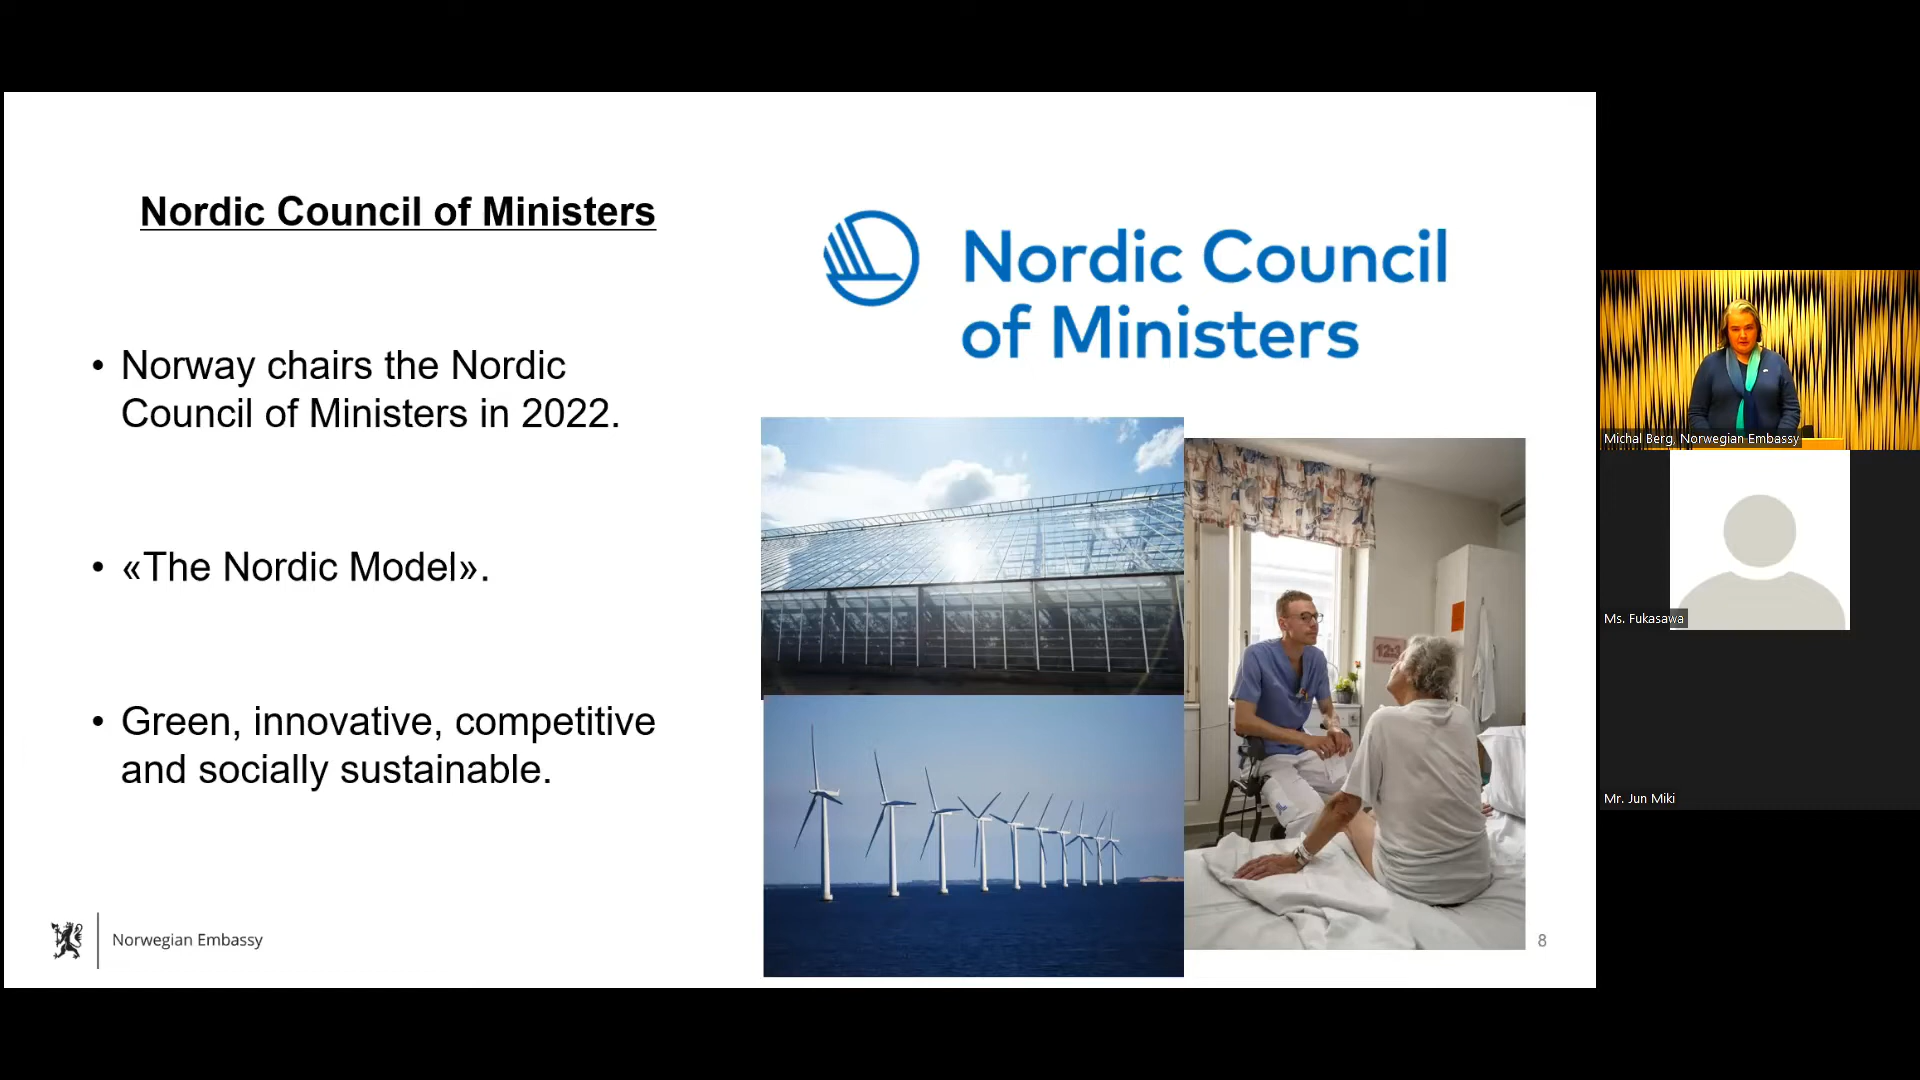 Nordic Council of Ministers
• Norway chairs the Nordic
Council of Ministers in 2022.
• «The Nordic Model».
• Green, innovative, competitive
and socially sustainable.
Norwegian Embassy
Nordic Council
of Ministers
8
Michal Berg, Norwegian Embassy
Ms. Fukasawa
Mr. Jun Miki